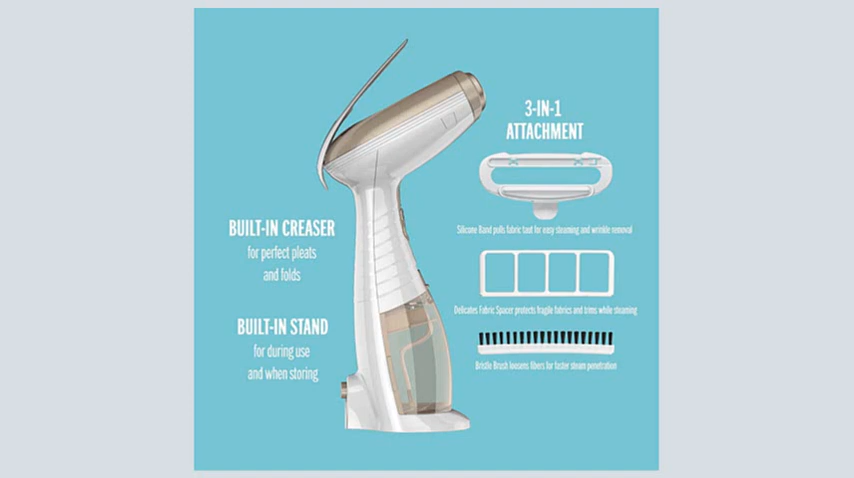 3-IN-1
ATTACHMENT
Silicone Band pulls fabric taut for easy steaming and wrinkle removal
BUILT-IN CREASER
for perfect pleats
and folds
Delicates Fabric Spacer protects fragile fabrics and trims while steaming
BUILT-IN STAND
for during use
and when storing
Bristle Brush loosens fibers for faster steam penetration